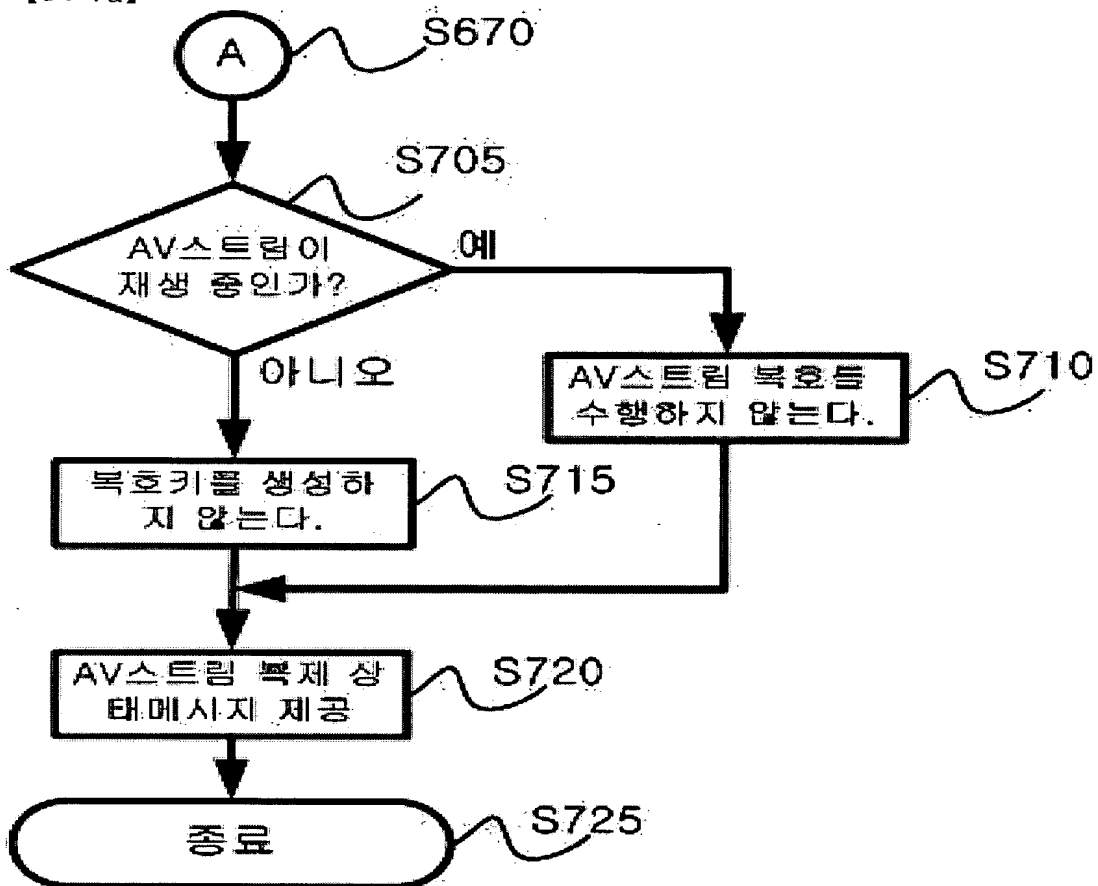 A
S670
S705
AV스트림이
재생 중인가?
예
아니오
AV스트림 복호를
수행하지 않는다.
S710
복호키를 생성하
지 않는다.
S715
AV스트림 복제 상
태메시지 제공
S720
종료
S725